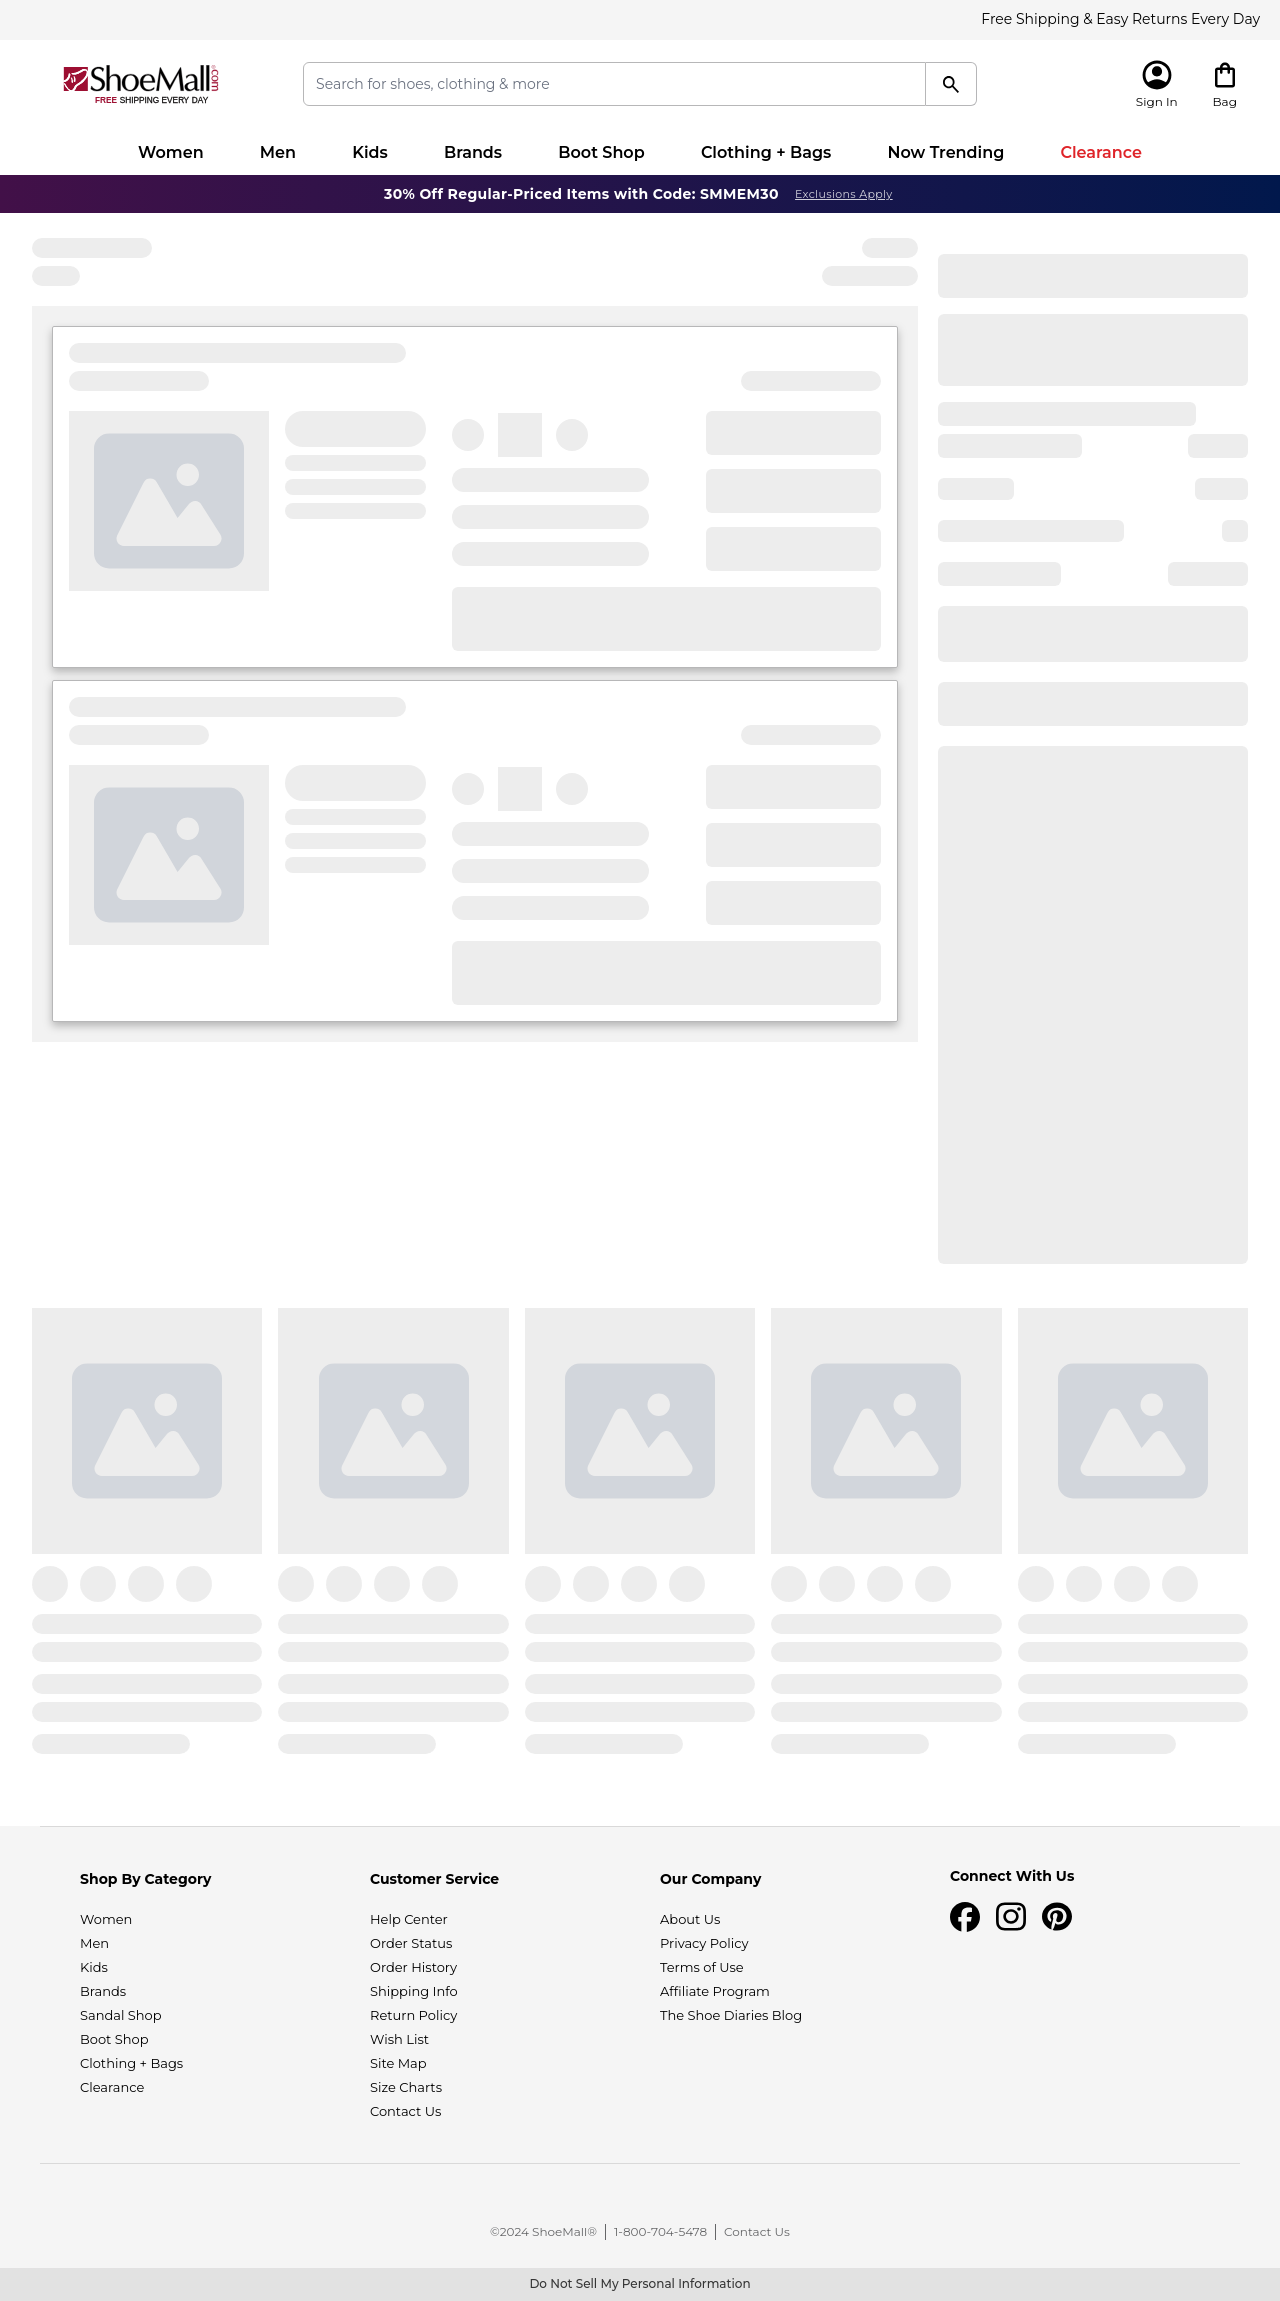 Free Shipping & Easy Returns Every Day
ShoeMall.com
FREE SHIPPING EVERY DAY
Search for shoes, clothing & more
Sign In
Bag
Women
Men
Kids
Brands
Boot Shop
Clothing + Bags
Now Trending
Clearance
30% Off Regular-Priced Items with Code: SMMEM30
Exclusions Apply
Shop By Category
Women
Men
Kids
Brands
Sandal Shop
Boot Shop
Clothing + Bags
Clearance
Customer Service
Help Center
Order Status
Order History
Shipping Info
Return Policy
Wish List
Site Map
Size Charts
Contact Us
Our Company
About Us
Privacy Policy
Terms of Use
Affiliate Program
The Shoe Diaries Blog
Connect With Us
©2024 ShoeMall®
1-800-704-5478
Contact Us
Do Not Sell My Personal Information